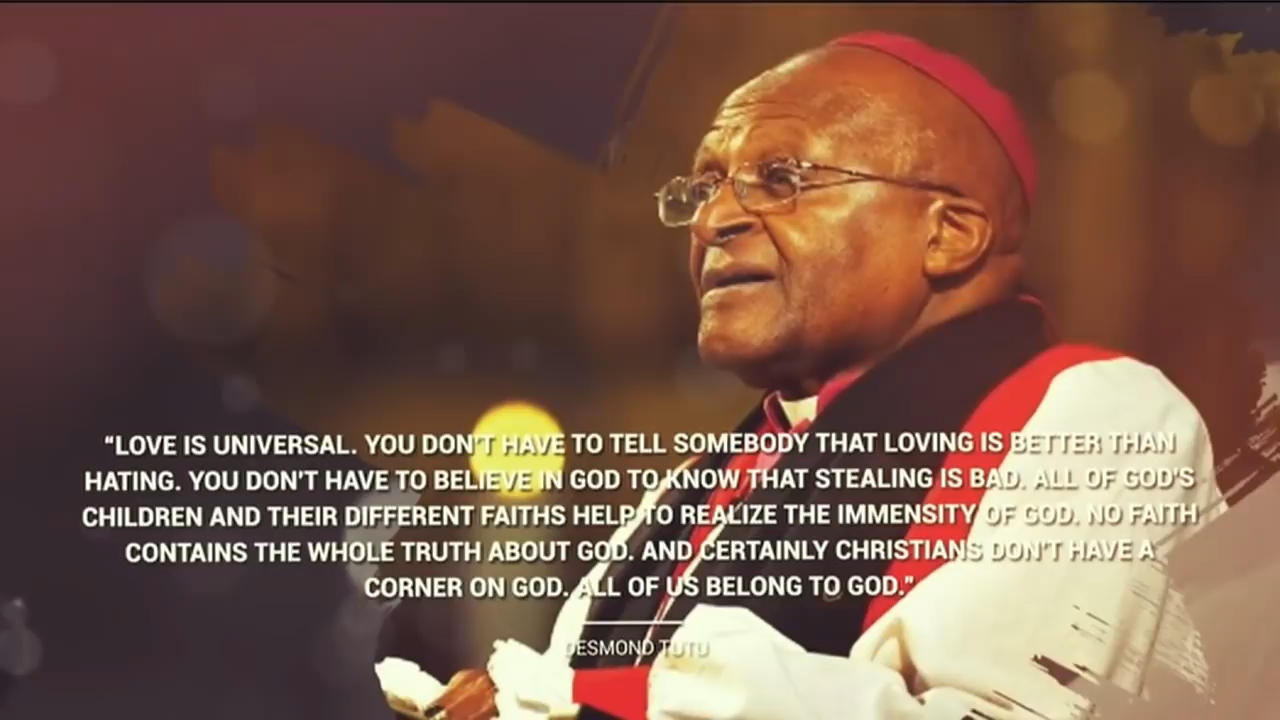 “LOVE IS UNIVERSAL. YOU DON'T HAVE TO TELL SOMEBODY THAT LOVING IS BETTER THAN
HATING. YOU DON'T HAVE TO BELIEVE IN GOD TO KNOW THAT STEALING IS BAD. ALL OF GOD'S
CHILDREN AND THEIR DIFFERENT FAITHS HELP TO REALIZE THE IMMENSITY OF GOD. NO FAITH
CONTAINS THE WHOLE TRUTH ABOUT GOD. AND CERTAINLY CHRISTIANS DON'T HAVE A
CORNER ON GOD. ALL OF US BELONG TO GOD.”
DESMOND TUTU